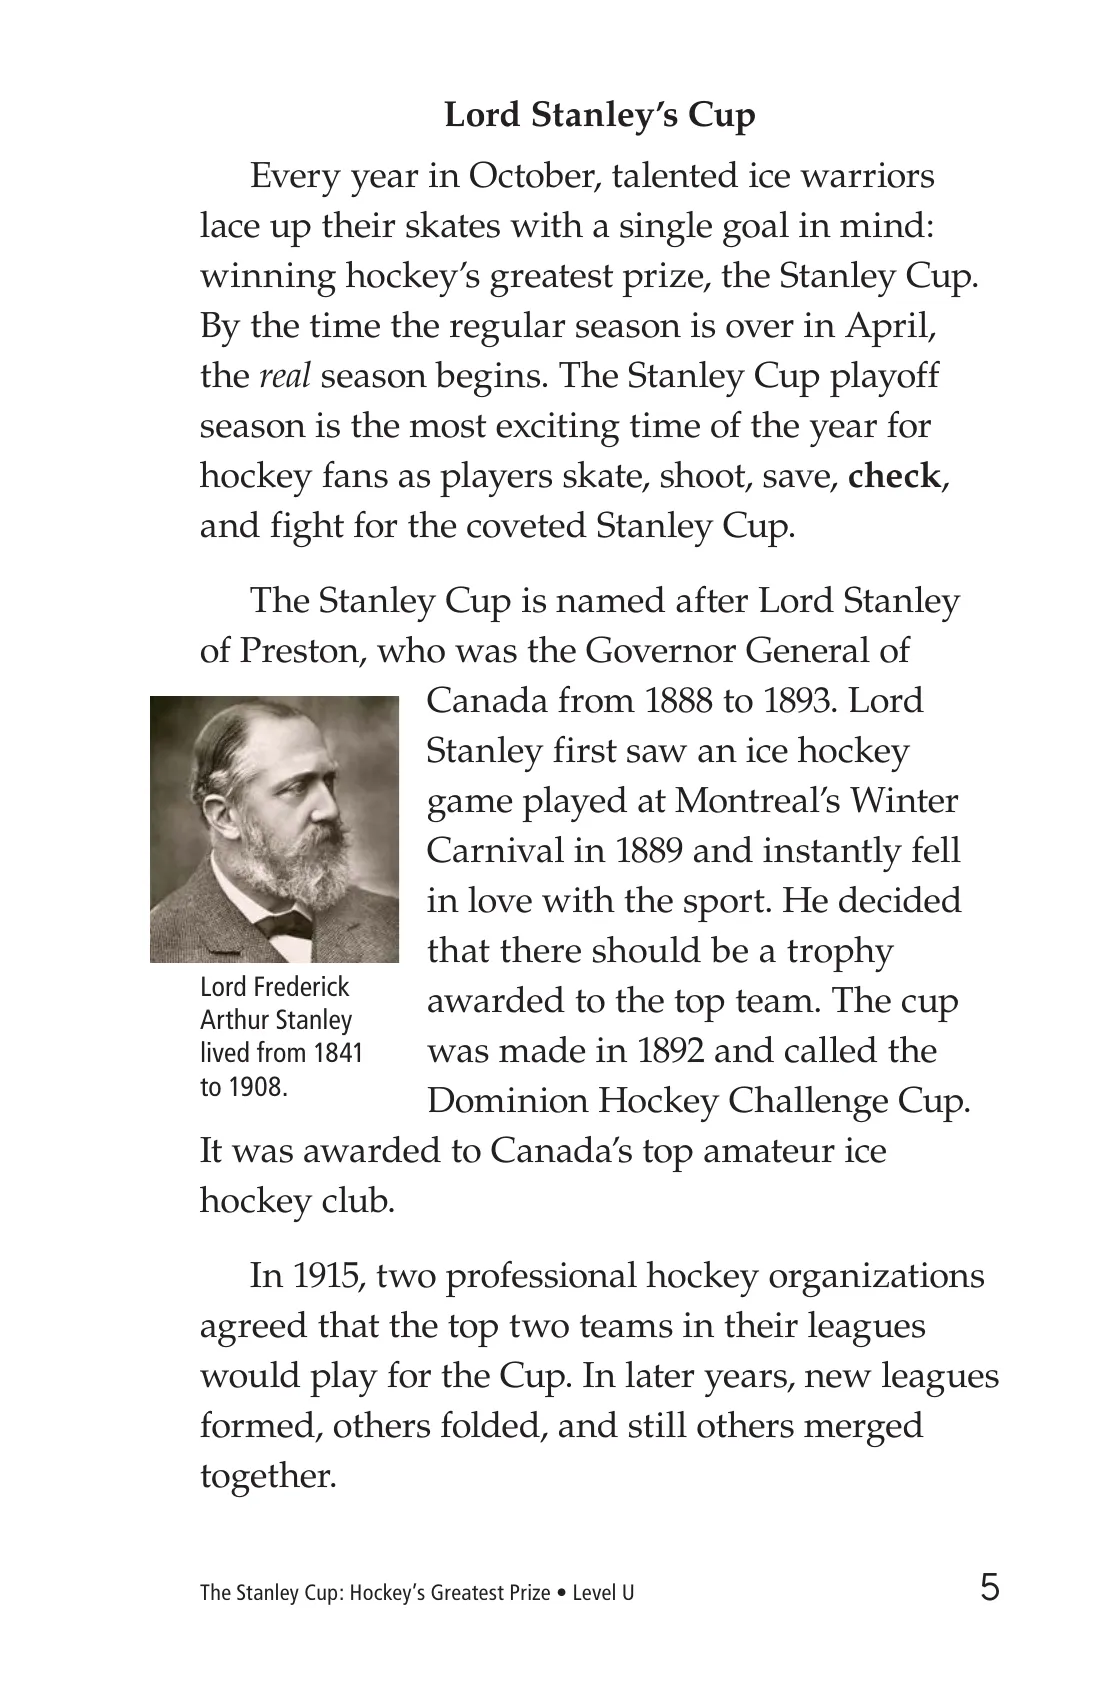 Lord Stanley’s Cup
Every year in October, talented ice warriors
lace up their skates with a single goal in mind:
winning hockey’s greatest prize, the Stanley Cup.
By the time the regular season is over in April,
the real season begins. The Stanley Cup playoff
season is the most exciting time of the year for
hockey fans as players skate, shoot, save, check,
and fight for the coveted Stanley Cup.
The Stanley Cup is named after Lord Stanley
of Preston, who was the Governor General of
Canada from 1888 to 1893. Lord
Stanley first saw an ice hockey
game played at Montreal’s Winter
Carnival in 1889 and instantly fell
in love with the sport. He decided
that there should be a trophy
awarded to the top team. The cup
was made in 1892 and called the
Dominion Hockey Challenge Cup.
It was awarded to Canada’s top amateur ice
hockey club.
Lord Frederick
Arthur Stanley
lived from 1841
to 1908.
In 1915, two professional hockey organizations
agreed that the top two teams in their leagues
would play for the Cup. In later years, new leagues
formed, others folded, and still others merged
together.
The Stanley Cup: Hockey’s Greatest Prize • Level U
5